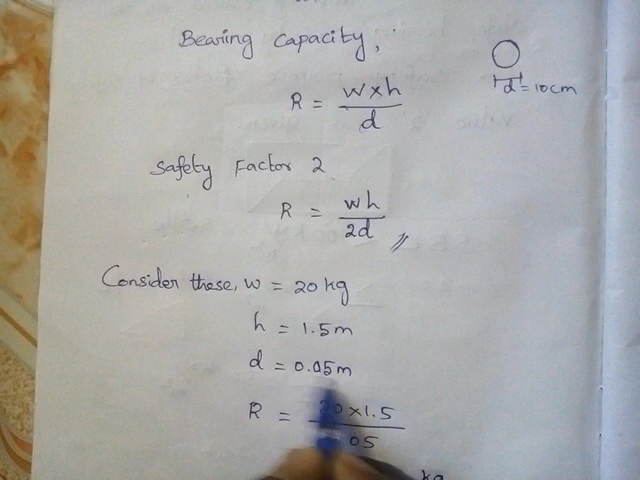 Bearing Capacity,
R = w×h / d
d = 10cm
Safety Factor 2
R = wh / 2d //
Consider these, w = 20 kg
h = 1.5m
d = 0.05m
R = ×1.5 / 05
kg